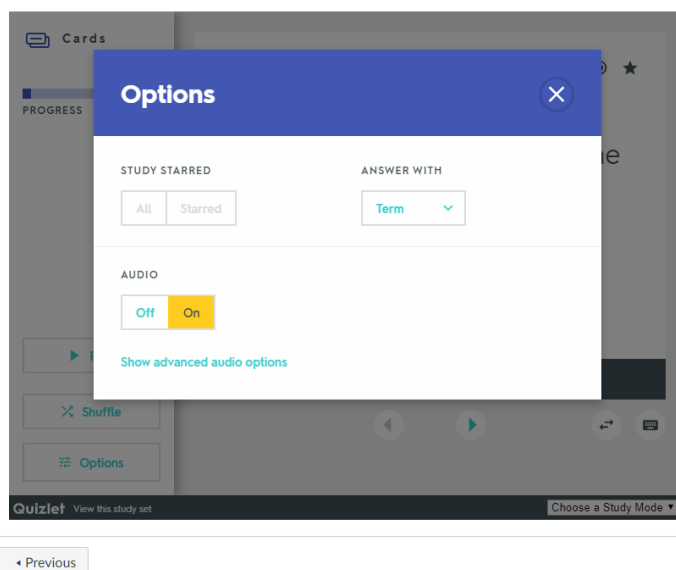 Cards
Options
PROGRESS
STUDY STARRED
ANSWER WITH
All Starred
Term
AUDIO
Off On
Show advanced audio options
Shuffle
Options
Quizlet View this study set
Choose a Study Mode
Previous